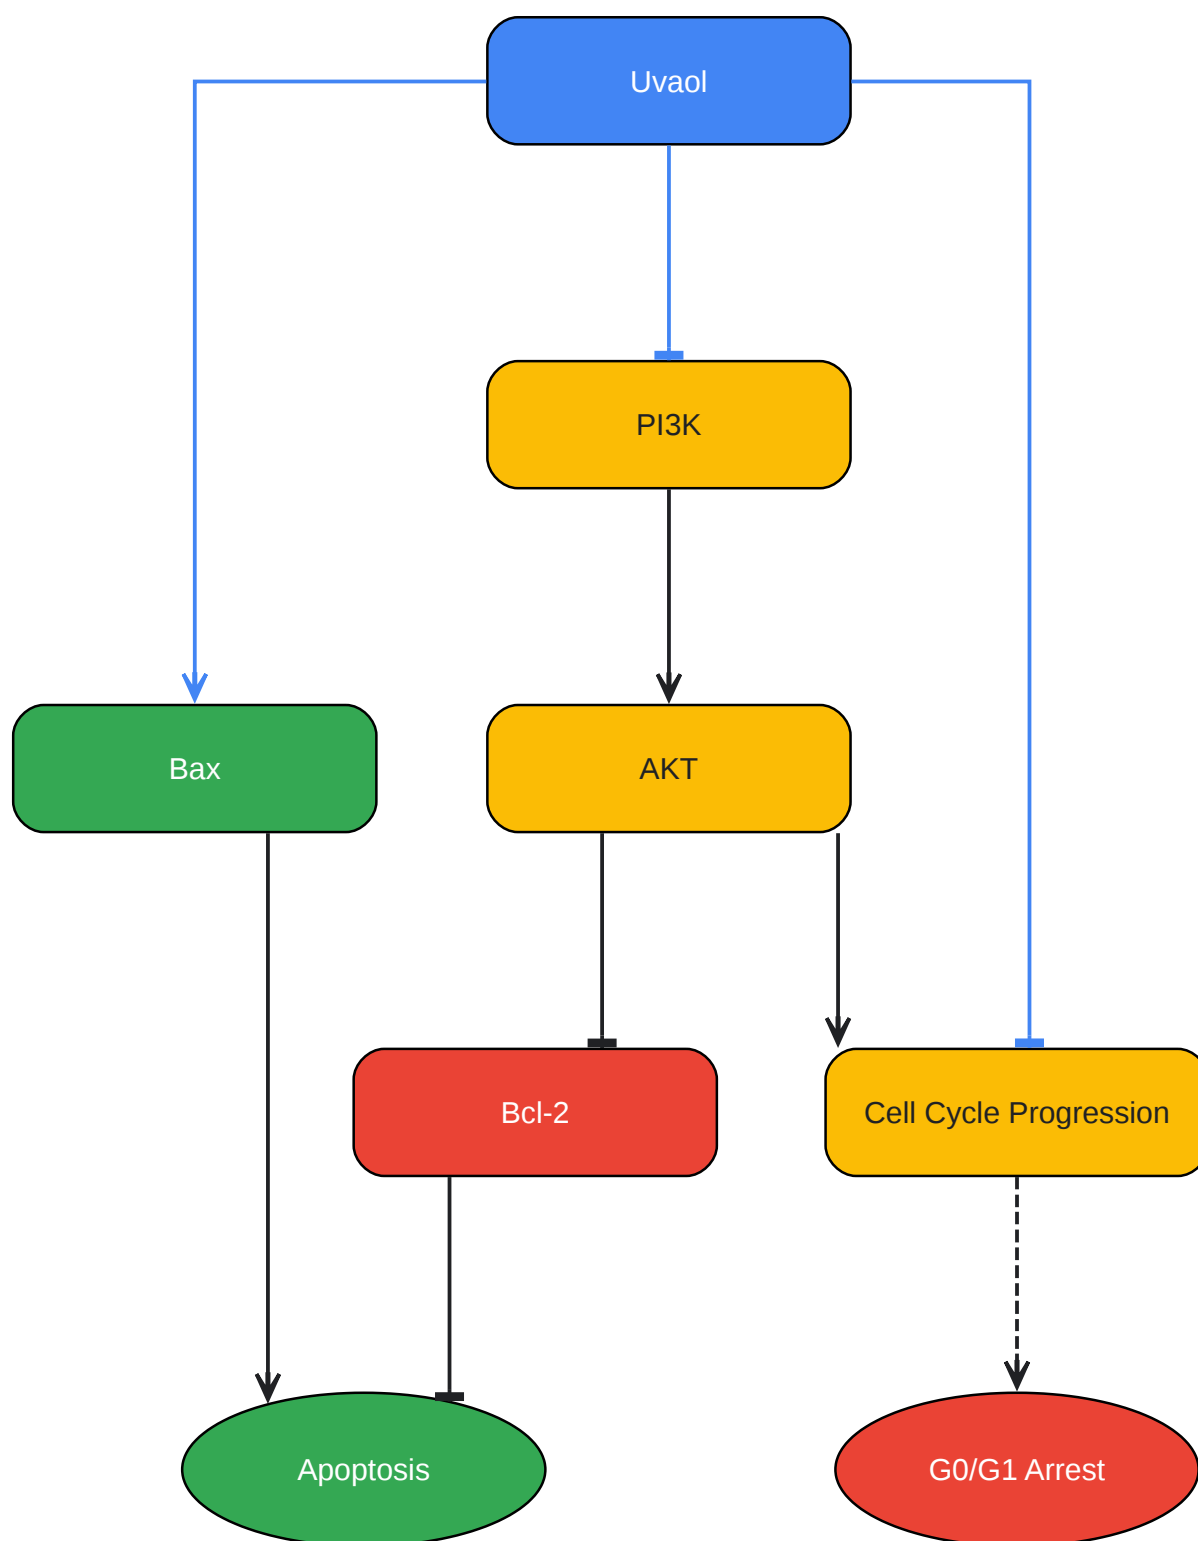 Uvaol
PI3K
Bax
AKT
Bcl-2
Cell Cycle Progression
Apoptosis
G0/G1 Arrest